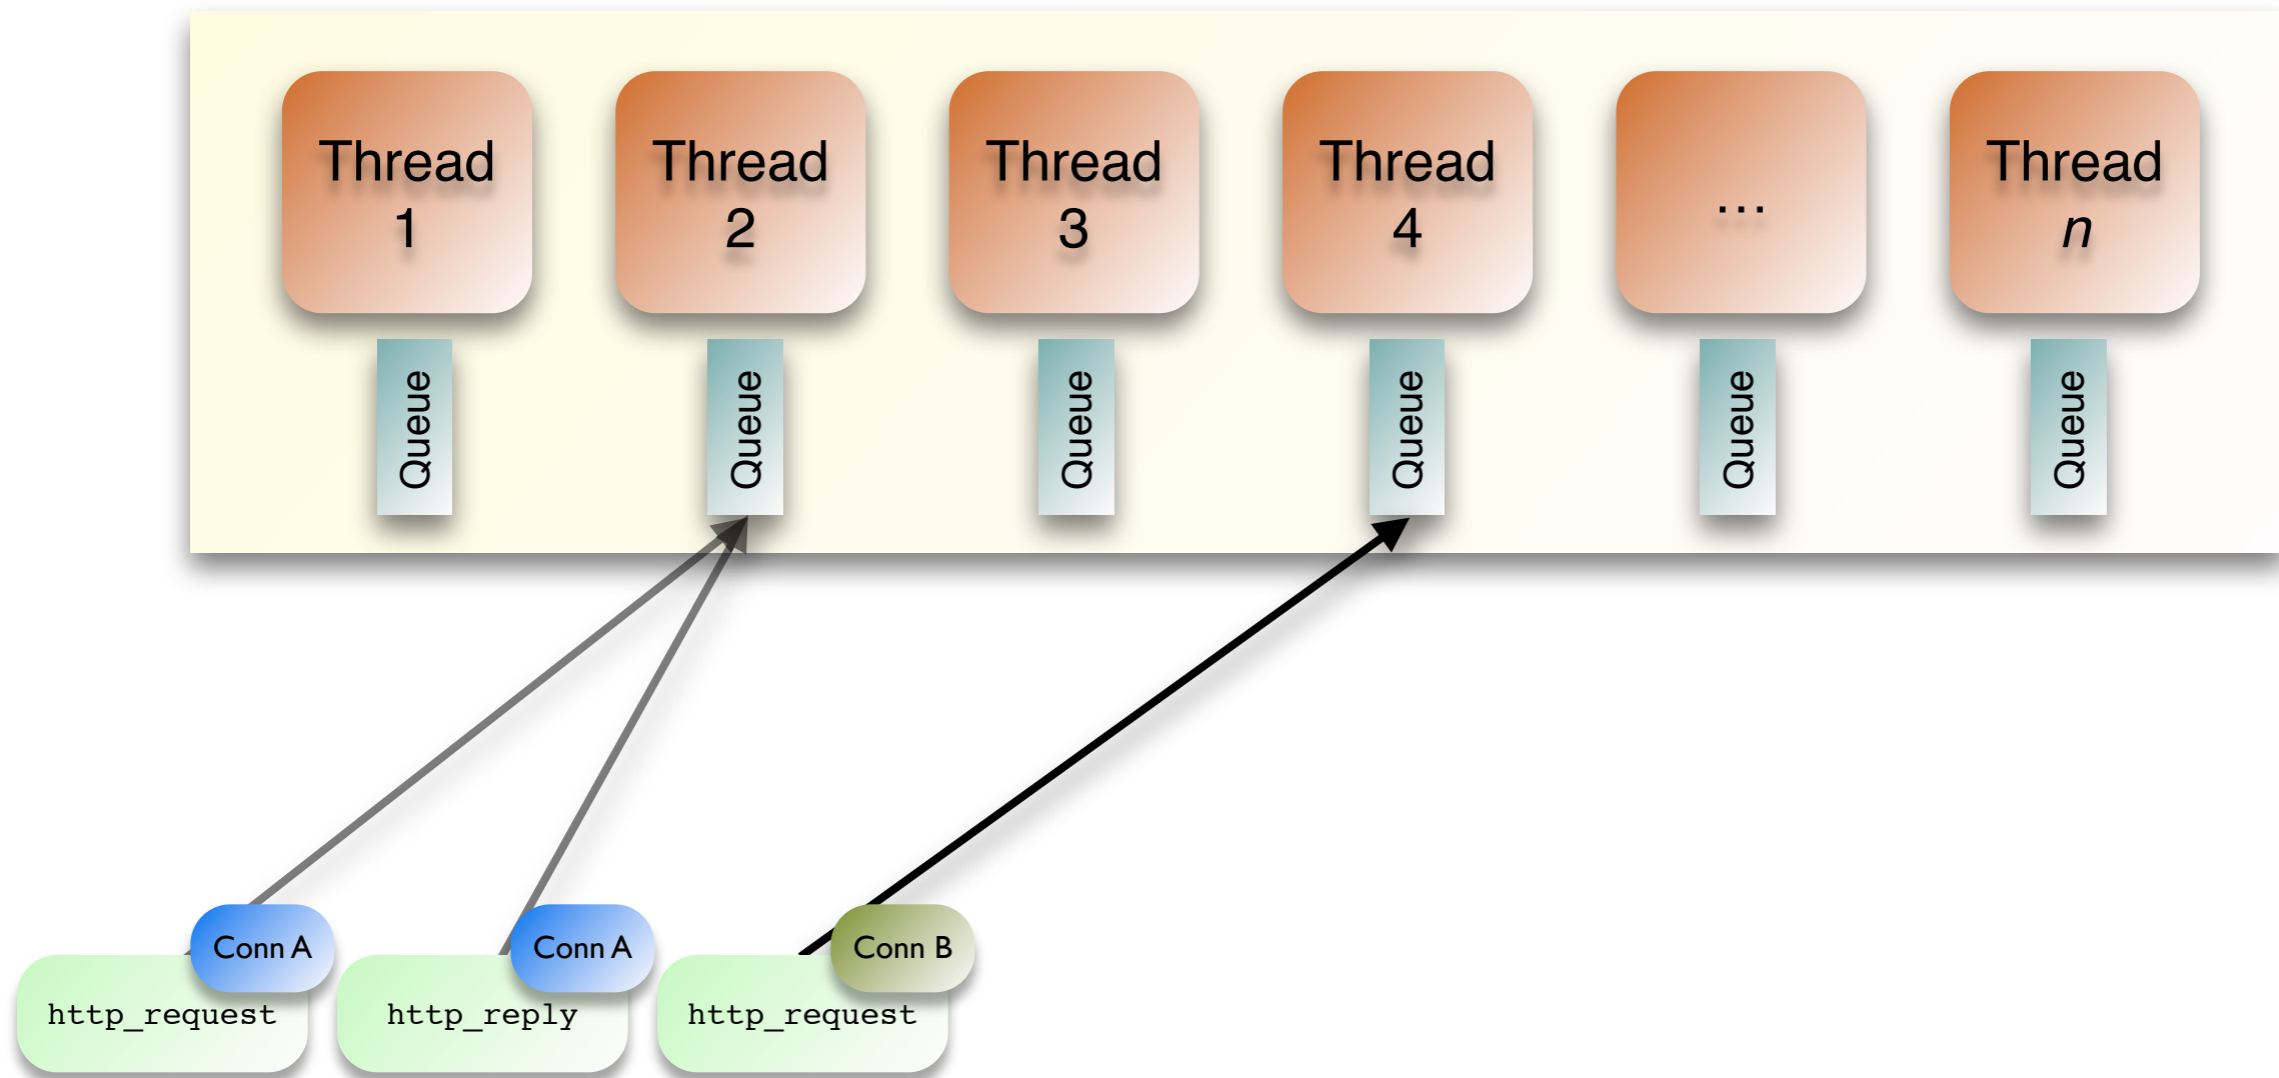 Thread
1
Thread
2
Thread
3
Thread
4
...
Thread
n
Queue
Queue
Queue
Queue
Queue
Queue
Conn A
http_request
Conn A
http_reply
Conn B
http_request